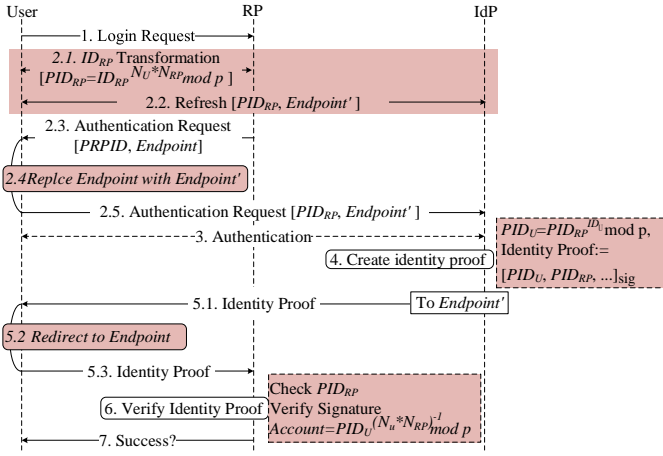 User RP IdP
1. Login Request
2.1. ID_RP Transformation
[PID_RP=ID_RP^N_U*N_RP mod p ]
2.2. Refresh [PID_RP, Endpoint' ]
2.3. Authentication Request
[PRPID, Endpoint]
2.4Replce Endpoint with Endpoint'
2.5. Authentication Request [PID_RP, Endpoint' ]
3. Authentication
PID_U=PID_RP^ID_U mod p,
Identity Proof:=
[PID_U, PID_RP, ...]sig
4. Create identity proof
5.1. Identity Proof
To Endpoint'
5.2 Redirect to Endpoint
5.3. Identity Proof
Check PID_RP
Verify Signature
Account=PID_U^(N_u*N_RP)^-1 mod p
6. Verify Identity Proof
7. Success?